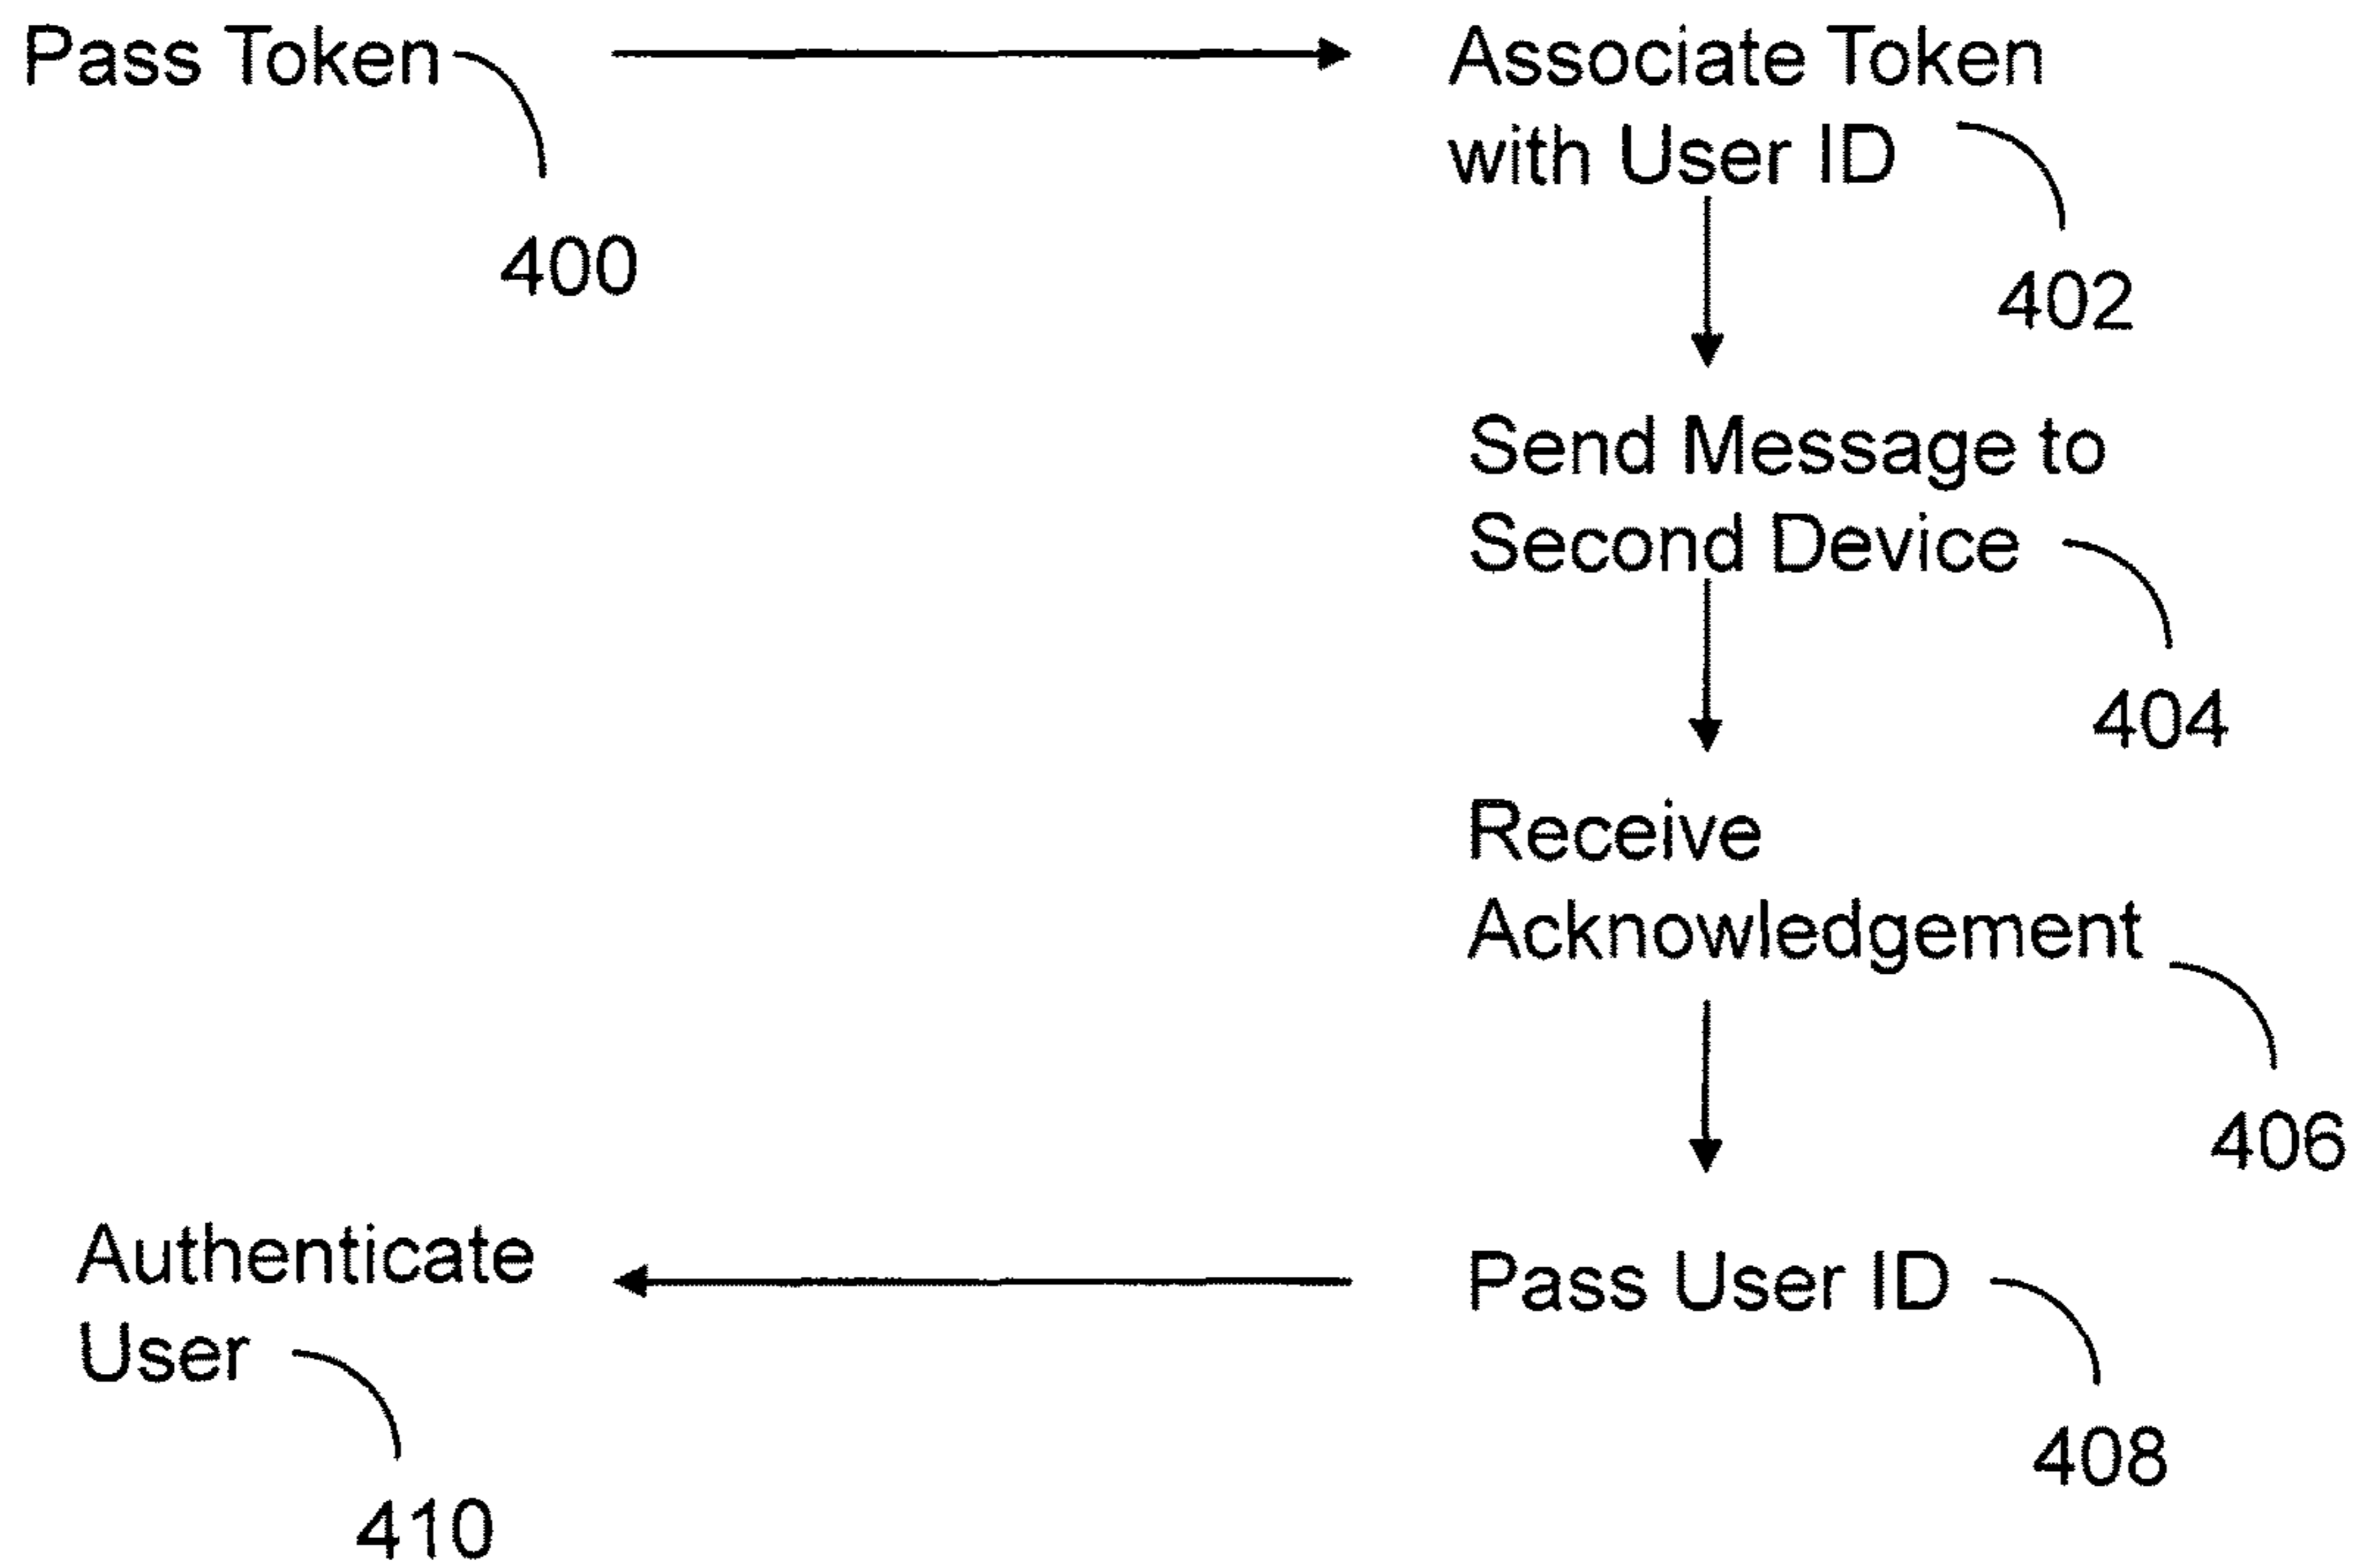 Pass Token
400
Associate Token
with User ID
402
Send Message to
Second Device
404
Receive
Acknowledgement
406
Authenticate
User
410
Pass User ID
408